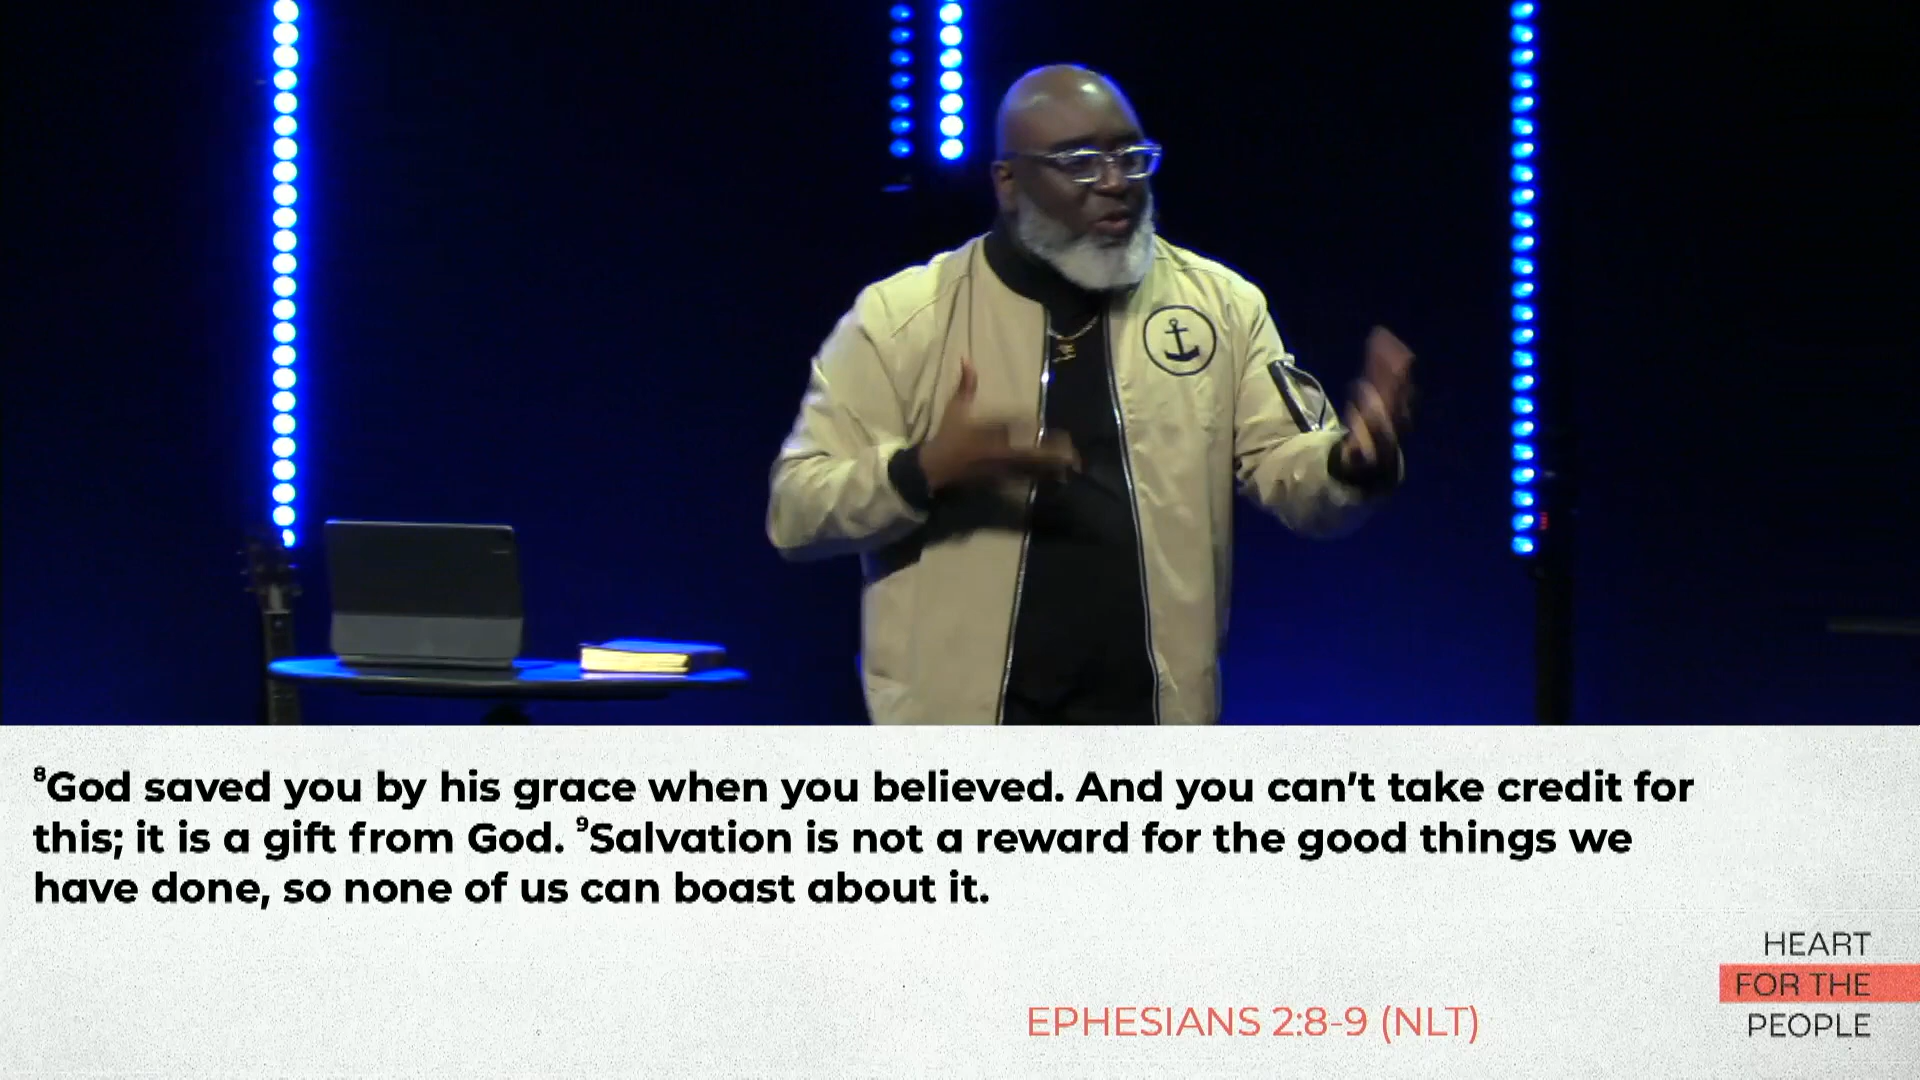 ⁸God saved you by his grace when you believed. And you can’t take credit for
this; it is a gift from God. ⁹Salvation is not a reward for the good things we
have done, so none of us can boast about it.
EPHESIANS 2:8-9 (NLT)
HEART
FOR THE
PEOPLE